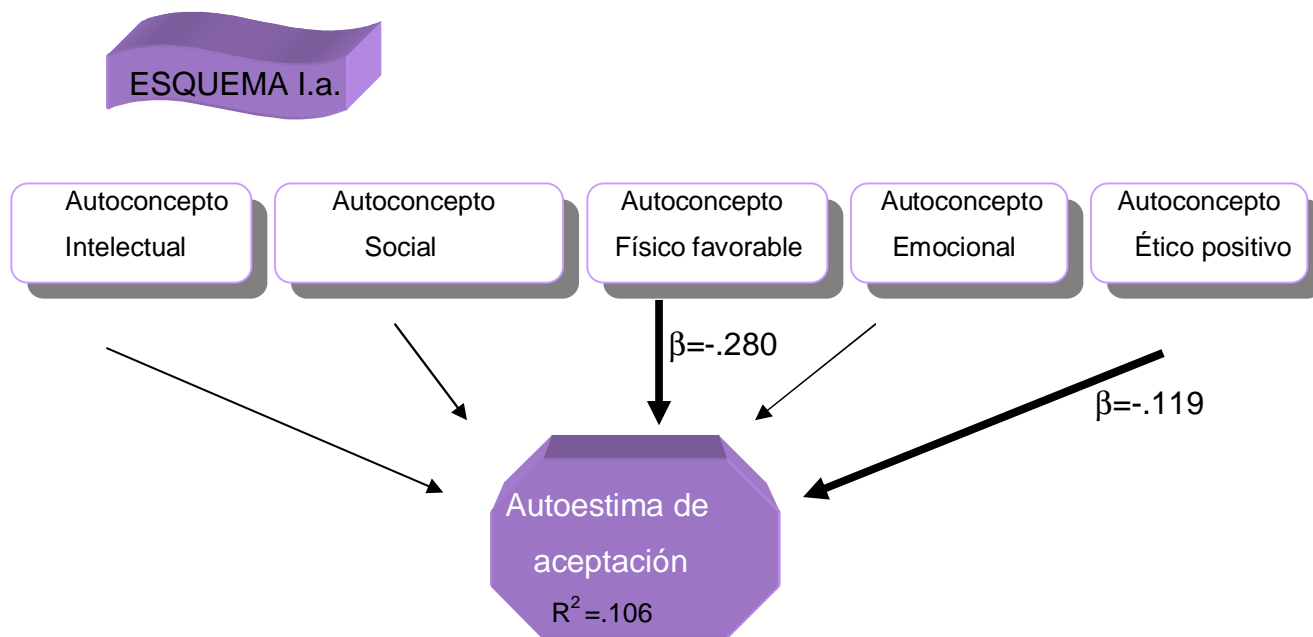 ESQUEMA I.a.
Autoconcepto
Intelectual
Autoconcepto
Social
Autoconcepto
Físico favorable
Autoconcepto
Emocional
Autoconcepto
Ético positivo
β=-.280
β=-.119
Autoestima de
aceptación
R² =.106